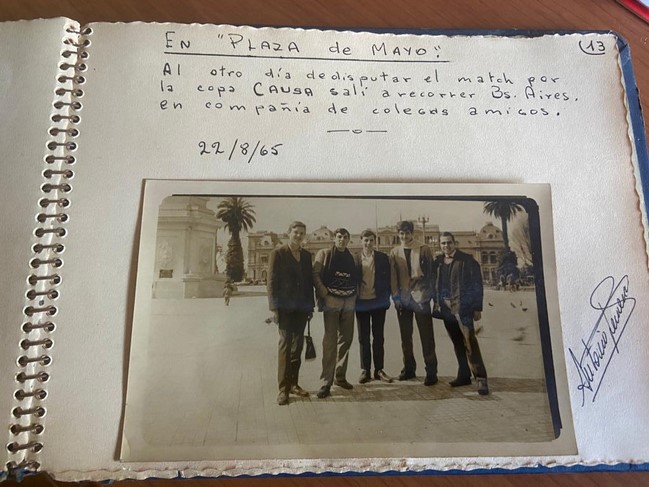 EN "PLAZA de MAYO".
13
Al otro día de disputar el match por
la copa CAUSA salí a recorrer Bs. Aires,
en compañía de colegas amigos.
22/8/65
Antonio